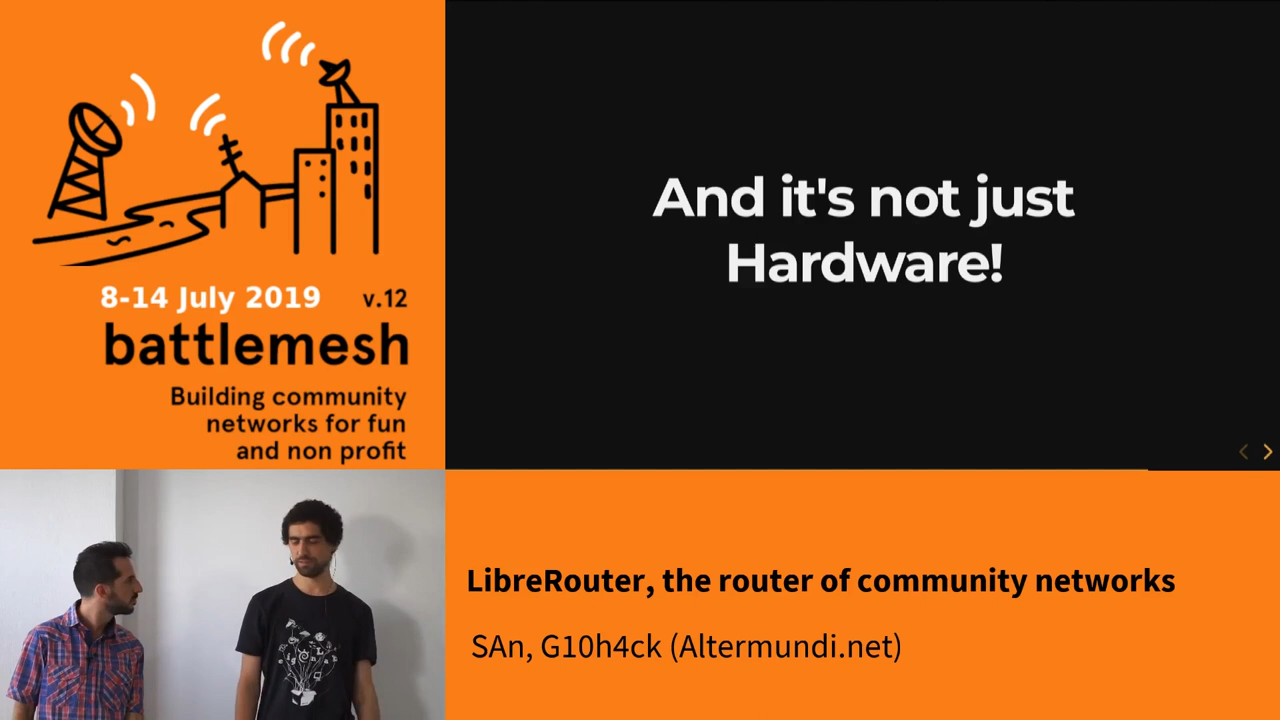 8-14 July 2019 v.12
battlemesh
Building community
networks for fun
and non profit
And it's not just
Hardware!
LibreRouter, the router of community networks
SAn, G10h4ck (Altermundi.net)